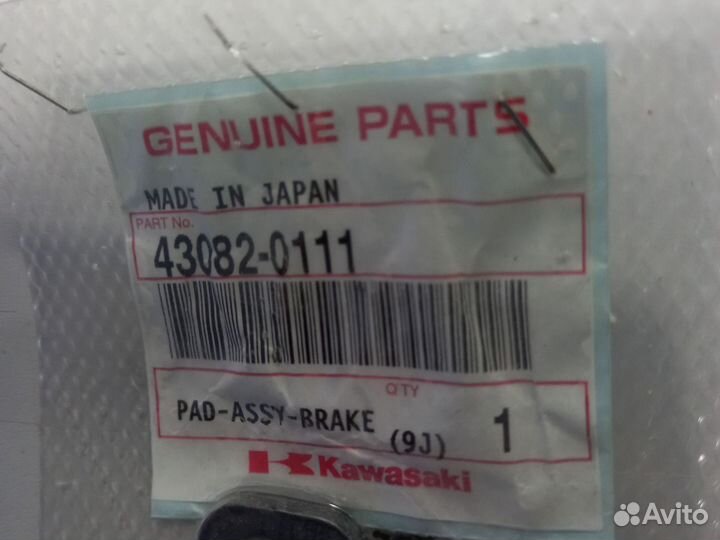 GENUINE PARTS
MADE IN JAPAN
PART No.
43082-0111
Q'TY
PAD-ASSY-BRAKE (9J) 1
Kawasaki
Avito